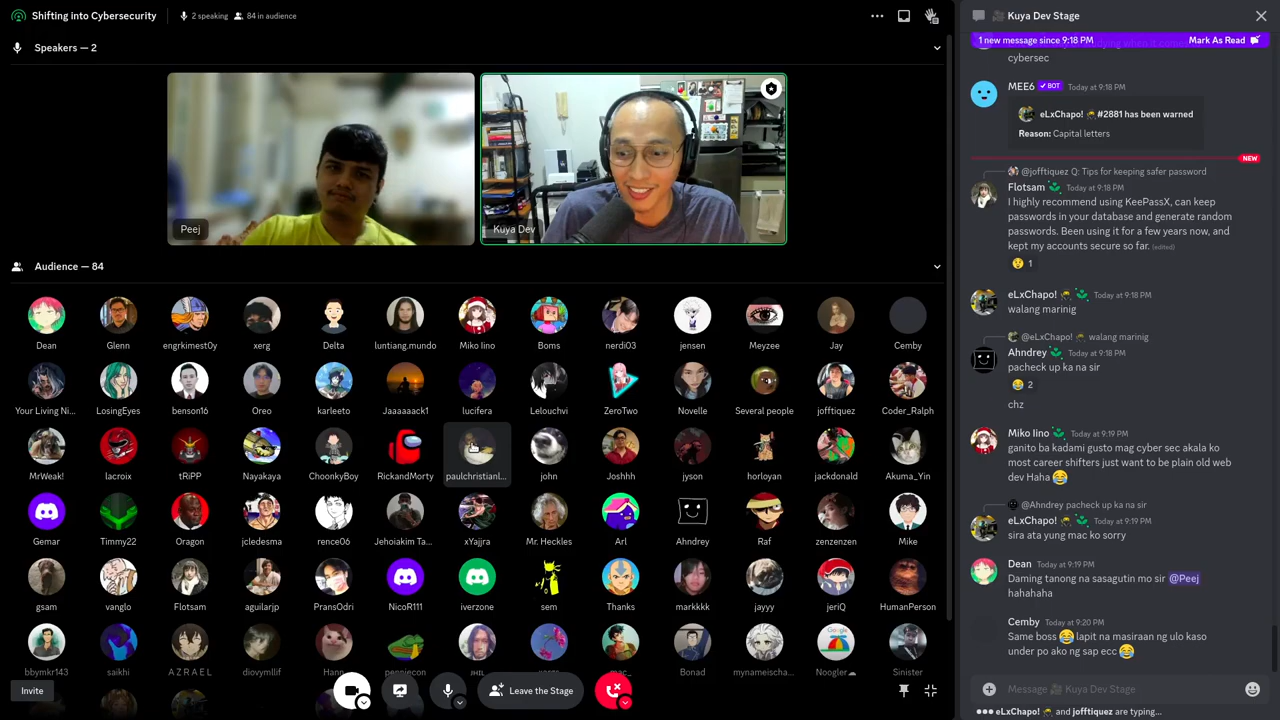 Shifting into Cybersecurity
2 speaking
84 in audience
Speakers — 2
Peej
Kuya Dev
Audience — 84
Dean
Glenn
engrkimest0y
xerg
Delta
luntiang.mundo
Miko Iino
Boms
nerdi03
jensen
Meyzee
Jay
Cemby
Your Living Ni...
LosingEyes
benson16
Oreo
karleeto
Jaaaaaack1
lucifera
Lelouchvi
ZeroTwo
Novelle
Several people
jofftiquez
Coder_Ralph
MrWeak!
lacroix
tRiPP
Nayakaya
ChoonkyBoy
RickandMorty
paulchristianl...
john
Joshhh
jyson
horloyan
jackdonald
Akuma_Yin
Gemar
Timmy22
Oragon
jcledesma
rence06
Jehoiakim Ta...
xYajjra
Mr. Heckles
Arl
Ahndrey
Raf
zenzenzen
Mike
gsam
vanglo
Flotsam
aguilarjp
PransOdri
NicoR111
iverzone
sem
Thanks
markkkk
jayyy
jeriQ
HumanPerson
bbymkr143
saikhi
A Z R A E L
diovymllif
Hann
Bonad
mynameischa...
Noogler
Sinister
Invite
Leave the Stage
Kuya Dev Stage
1 new message since 9:18 PM
Mark As Read
cybersec
MEE6 BOT Today at 9:18 PM
eLxChapo! #2881 has been warned
Reason: Capital letters
NEW
@jofftiquez Q: Tips for keeping safer password
Flotsam Today at 9:18 PM
I highly recommend using KeePassX, can keep
passwords in your database and generate random
passwords. Been using it for a few years now, and
kept my accounts secure so far. (edited)
😲 1
eLxChapo! Today at 9:18 PM
walang marinig
@eLxChapo! walang marinig
Ahndrey Today at 9:18 PM
pacheck up ka na sir
😂 2
chz
Miko Iino Today at 9:19 PM
ganito ba kadami gusto mag cyber sec akala ko
most career shifters just want to be plain old web
dev Haha 😂
@Ahndrey pacheck up ka na sir
eLxChapo! Today at 9:19 PM
sira ata yung mac ko sorry
Dean Today at 9:19 PM
Daming tanong na sasagutin mo sir @Peej
hahahaha
Cemby Today at 9:20 PM
Same boss 😂 lapit na masiraan ng ulo kaso
under po ako ng sap ecc 😂
Message Kuya Dev Stage
eLxChapo! and jofftiquez are typing...